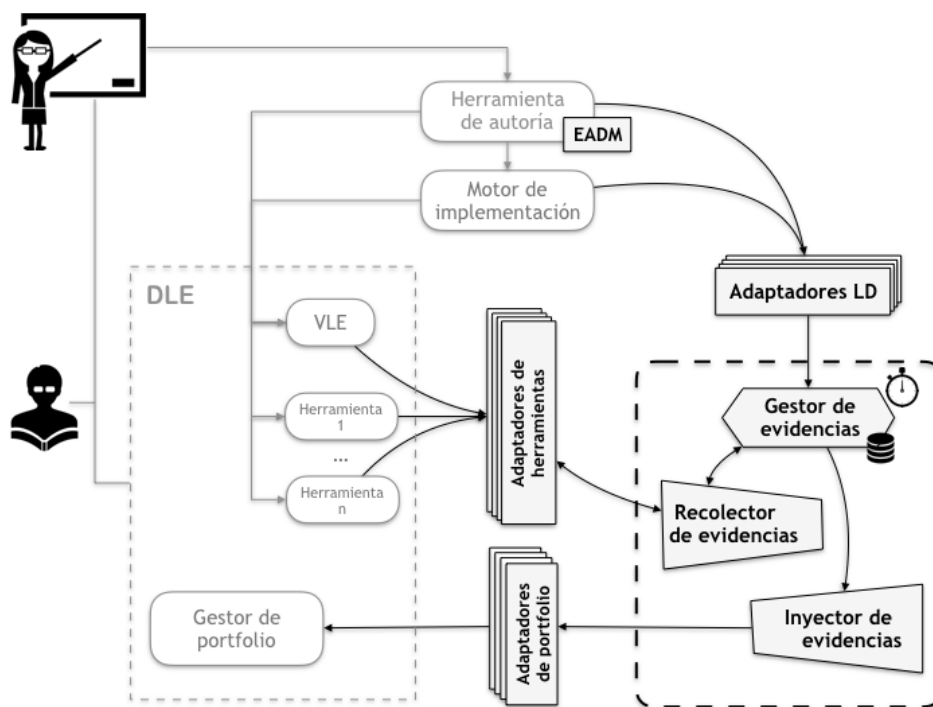 Herramienta
de autoría
EADM
Motor de
implementación
Adaptadores LD
DLE
VLE
Herramienta
1
...
Herramienta
n
Adaptadores de
herramientas
Gestor de
evidencias
Recolector
de evidencias
Inyector de
evidencias
Adaptadores
de portfolio
Gestor de
portfolio